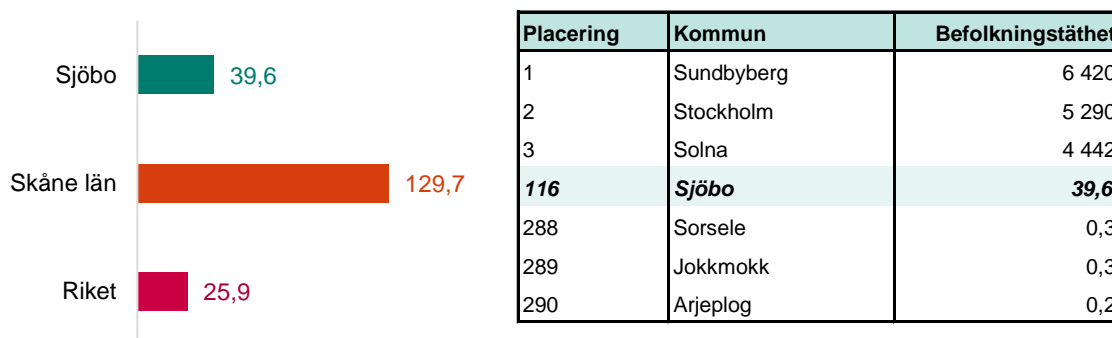 Sjöbo 39,6
Skåne län 129,7
Riket 25,9
Placering Kommun Befolkningstäthet
1 Sundbyberg 6 420
2 Stockholm 5 290
3 Solna 4 442
116 Sjöbo 39,6
288 Sorsele 0,3
289 Jokkmokk 0,3
290 Arjeplog 0,2